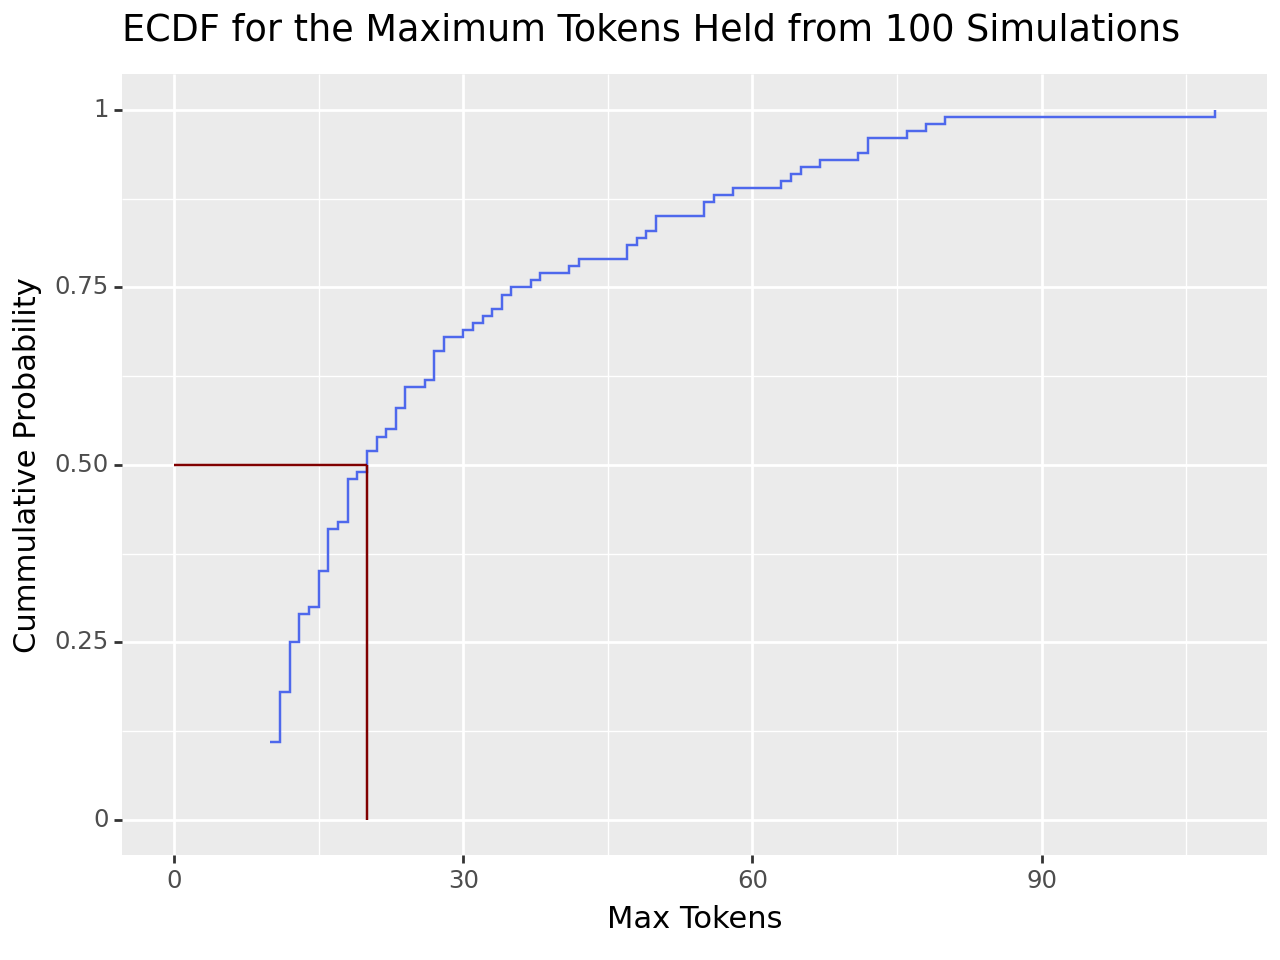 ECDF for the Maximum Tokens Held from 100 Simulations
Cummulative Probability
1
0.75
0.50
0.25
0
0 30 60 90
Max Tokens